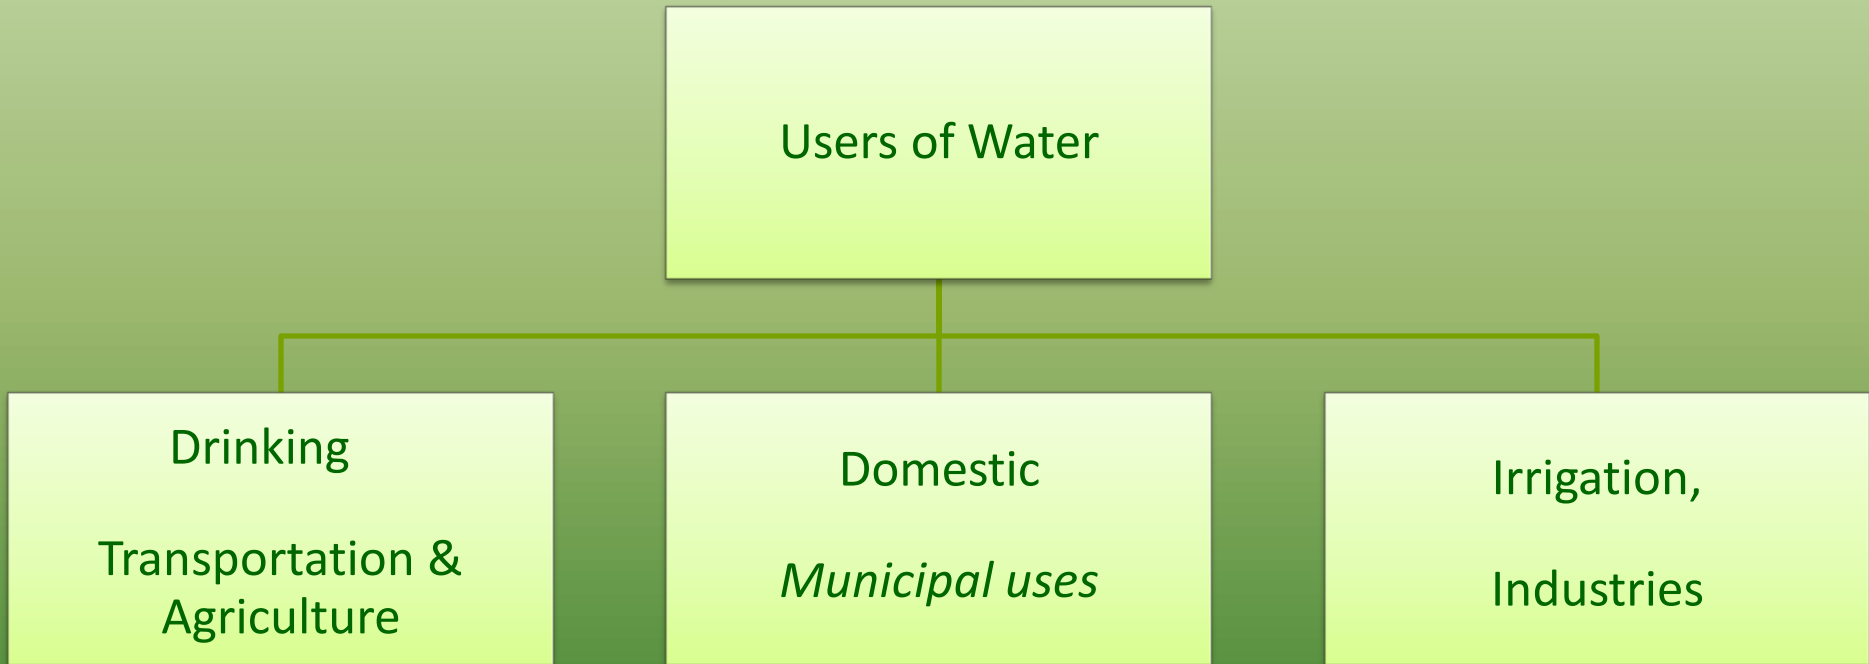 Users of Water
Drinking
Transportation &
Agriculture
Domestic
Municipal uses
Irrigation,
Industries